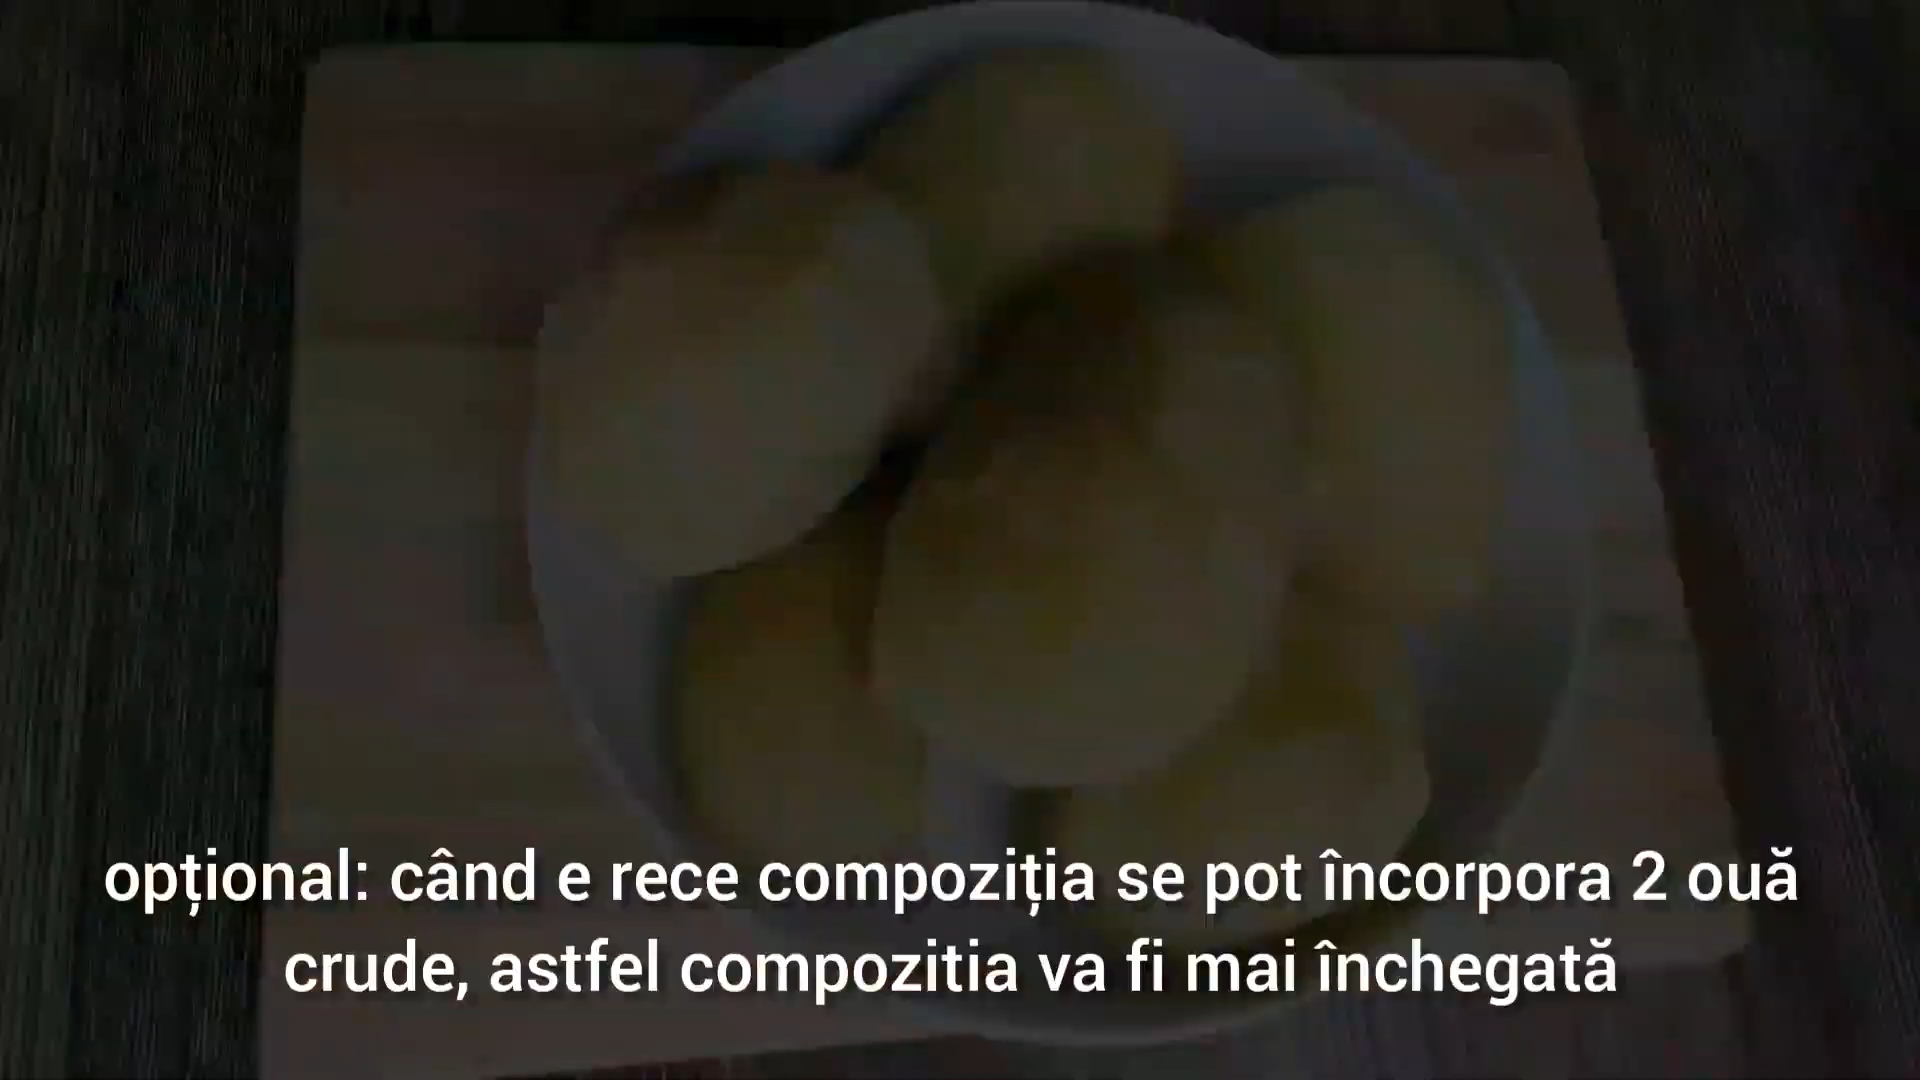 opțional: când e rece compoziția se pot încorpora 2 ouă
crude, astfel compozitia va fi mai închegată